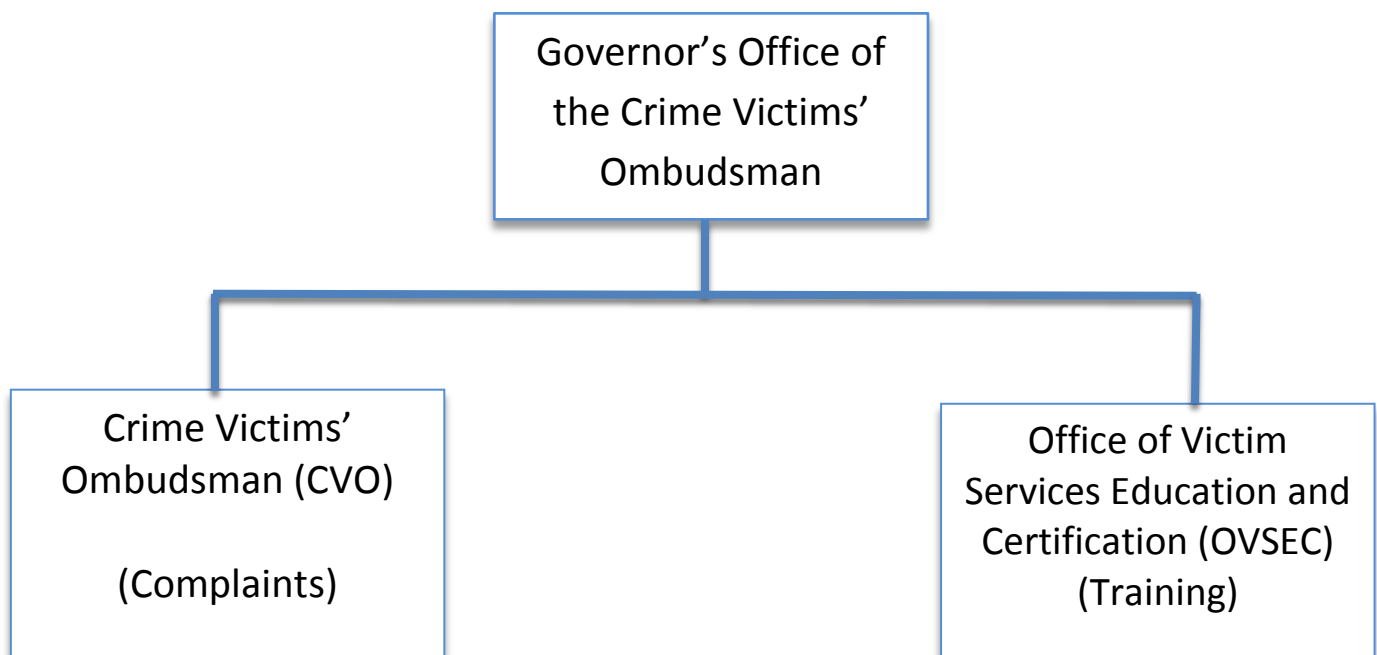 Governor’s Office of
the Crime Victims’
Ombudsman
Crime Victims’
Ombudsman (CVO)
(Complaints)
Office of Victim
Services Education and
Certification (OVSEC)
(Training)